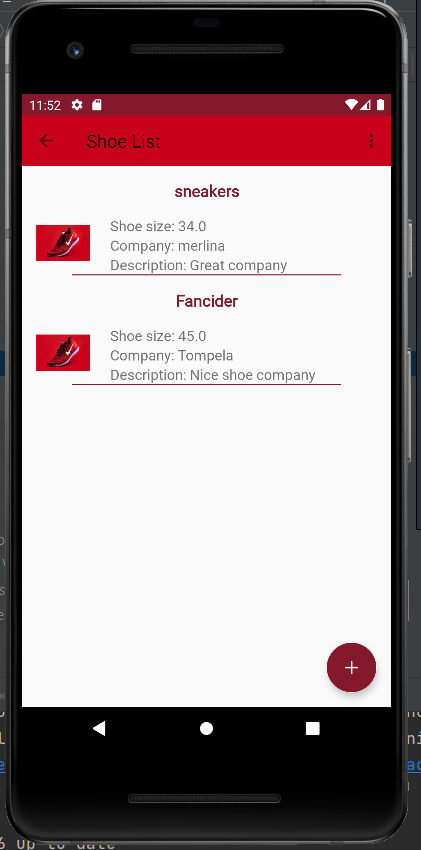 11:52
Shoe List
sneakers
Shoe size: 34.0
Company: merlina
Description: Great company
Fancider
Shoe size: 45.0
Company: Tompela
Description: Nice shoe company
6 up-to-date